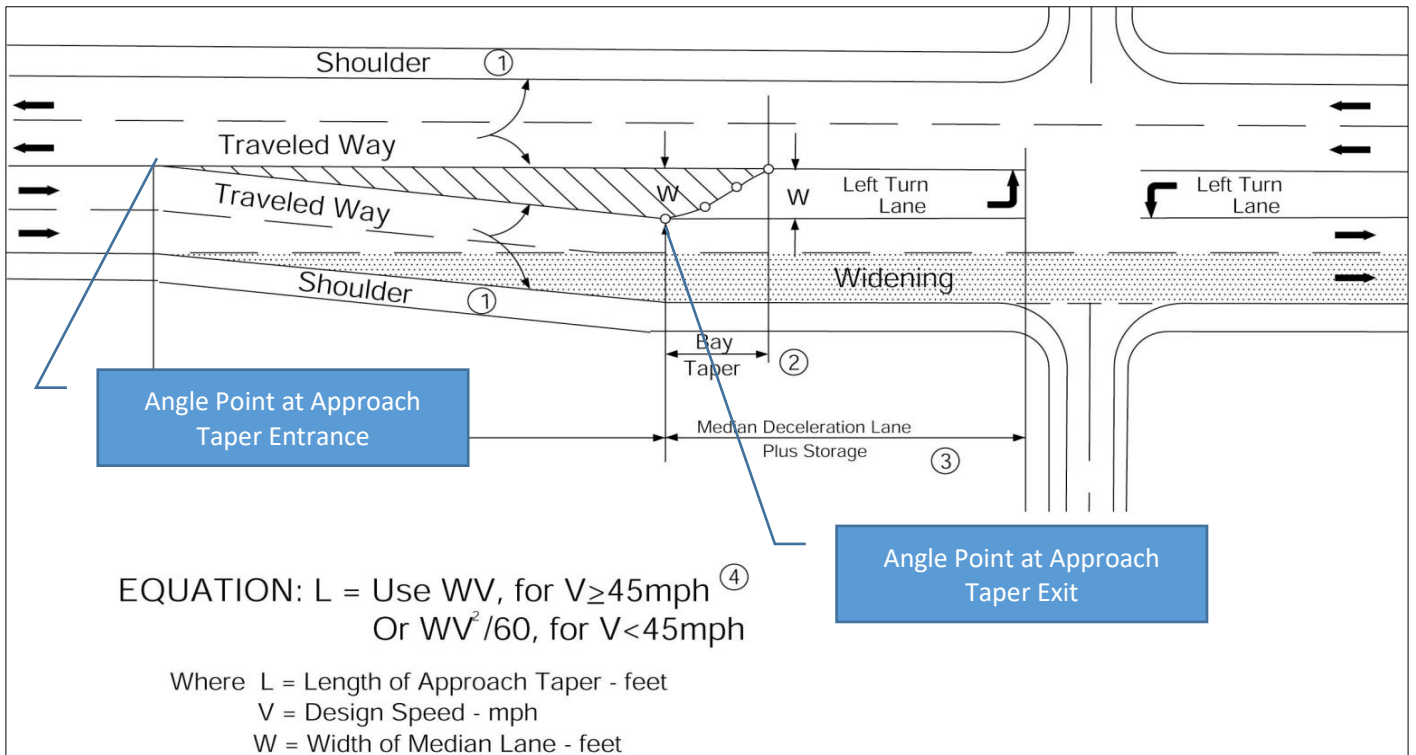 Shoulder ①
Traveled Way
Traveled Way
W
W
Left Turn
Lane
Left Turn
Lane
Widening
Shoulder ①
Bay
Taper ②
Angle Point at Approach
Taper Entrance
Median Deceleration Lane
Plus Storage ③
Angle Point at Approach
Taper Exit
EQUATION: L = Use WV, for V≥45mph ④
Or WV²/60, for V<45mph
Where L = Length of Approach Taper - feet
V = Design Speed - mph
W = Width of Median Lane - feet